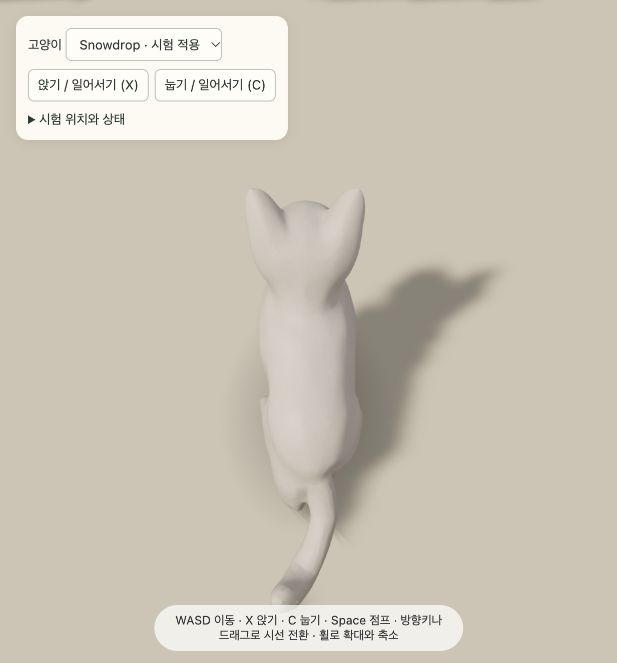 고양이 Snowdrop · 시험 적용
앉기 / 일어서기 (X) 눕기 / 일어서기 (C)
▶ 시험 위치와 상태
WASD 이동 · X 앉기 · C 눕기 · Space 점프 · 방향키나
드래그로 시선 전환 · 휠로 확대와 축소